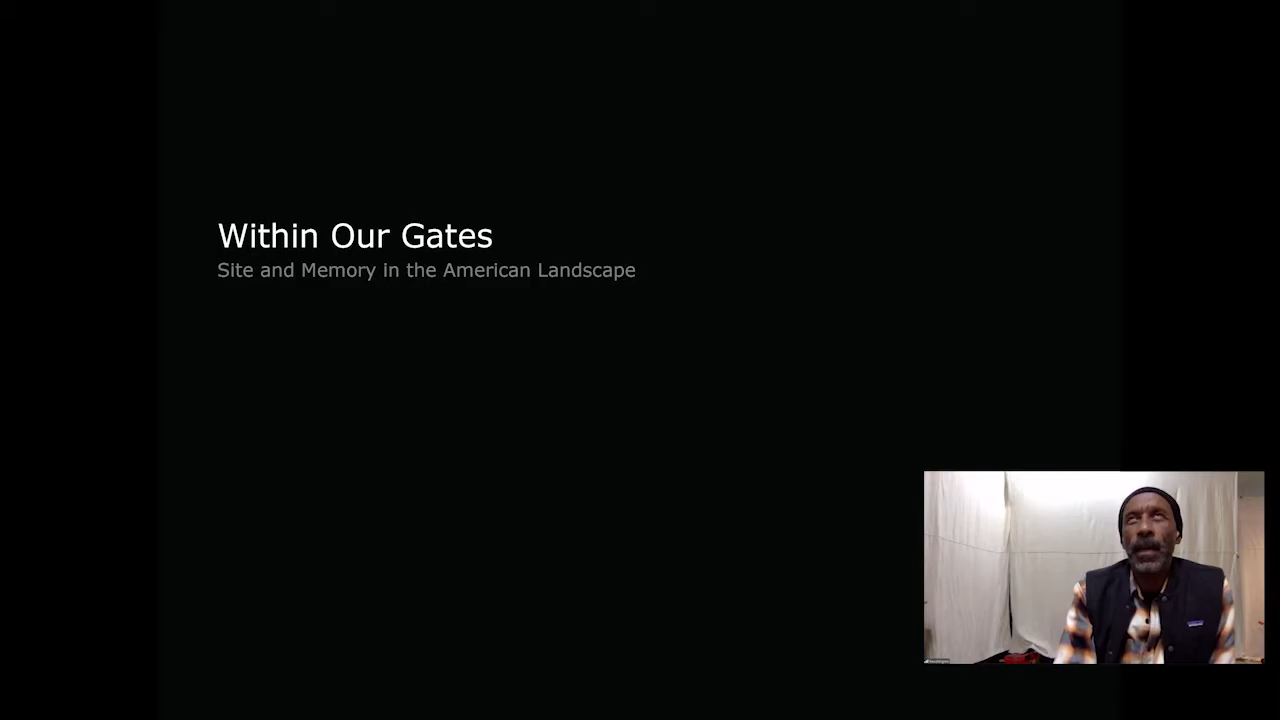 Within Our Gates
Site and Memory in the American Landscape